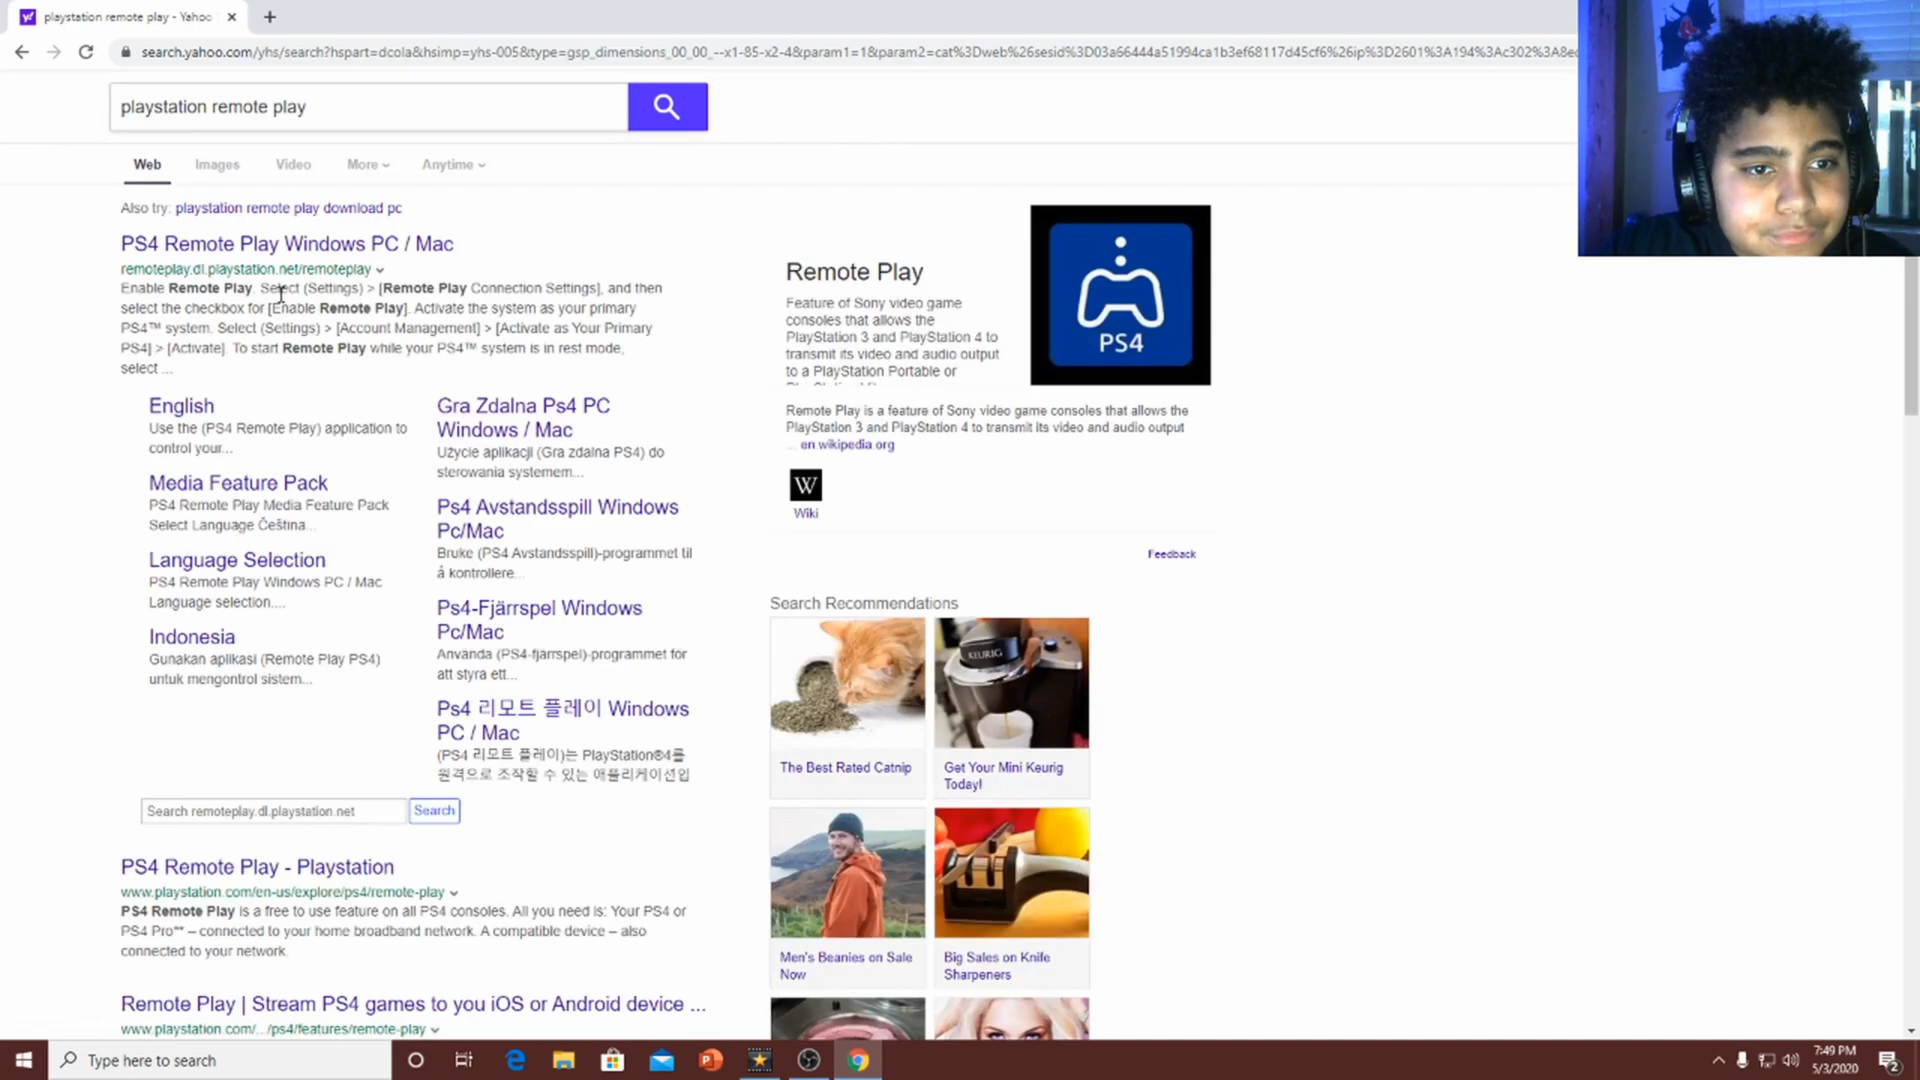 playstation remote play - Yahoo
search.yahoo.com/yhs/search?hspart=dcola&hsimp=yhs-005&type=gsp_dimensions_00_00_--x1-85-x2-4&param1=1&param2=cat%3Dweb%26sesid%3D03a66444a51994ca1b3ef68117d45cf6%26ip%3D2601%3A194%3Ac302%3A8ec
playstation remote play
Web Images Video More Anytime
Also try: playstation remote play download pc
PS4 Remote Play Windows PC / Mac
remoteplay.dl.playstation.net/remoteplay
Enable Remote Play. Select (Settings) > [Remote Play Connection Settings], and then
select the checkbox for [Enable Remote Play]. Activate the system as your primary
PS4™ system. Select (Settings) > [Account Management] > [Activate as Your Primary
PS4] > [Activate]. To start Remote Play while your PS4™ system is in rest mode,
select ...
English
Use the (PS4 Remote Play) application to
control your...
Media Feature Pack
PS4 Remote Play Media Feature Pack
Select Language Čeština...
Language Selection
PS4 Remote Play Windows PC / Mac
Language selection....
Indonesia
Gunakan aplikasi (Remote Play PS4)
untuk mengontrol sistem...
Gra Zdalna Ps4 PC
Windows / Mac
Użycie aplikacji (Gra zdalna PS4) do
sterowania systemem...
Ps4 Avstandsspill Windows
Pc/Mac
Bruke (PS4 Avstandsspill)-programmet til
å kontrollere...
Ps4-Fjärrspel Windows
Pc/Mac
Använda (PS4-fjärrspel)-programmet för
att styra ett...
Ps4 리모트 플레이 Windows
PC / Mac
(PS4 리모트 플레이)는 PlayStation®4를
원격으로 조작할 수 있는 애플리케이션입
Search remoteplay.dl.playstation.net Search
PS4 Remote Play - Playstation
www.playstation.com/en-us/explore/ps4/remote-play
PS4 Remote Play is a free to use feature on all PS4 consoles. All you need is: Your PS4 or
PS4 Pro** – connected to your home broadband network. A compatible device – also
connected to your network.
Remote Play | Stream PS4 games to you iOS or Android device ...
www.playstation.com/.../ps4/features/remote-play
Remote Play
Feature of Sony video game
consoles that allows the
PlayStation 3 and PlayStation 4 to
transmit its video and audio output
to a PlayStation Portable or
PS4
Remote Play is a feature of Sony video game consoles that allows the
PlayStation 3 and PlayStation 4 to transmit its video and audio output
... en.wikipedia.org
W
Wiki
Feedback
Search Recommendations
KEURIG
The Best Rated Catnip
Get Your Mini Keurig
Today!
Men's Beanies on Sale
Now
Big Sales on Knife
Sharpeners
Type here to search
7:49 PM
5/3/2020
2